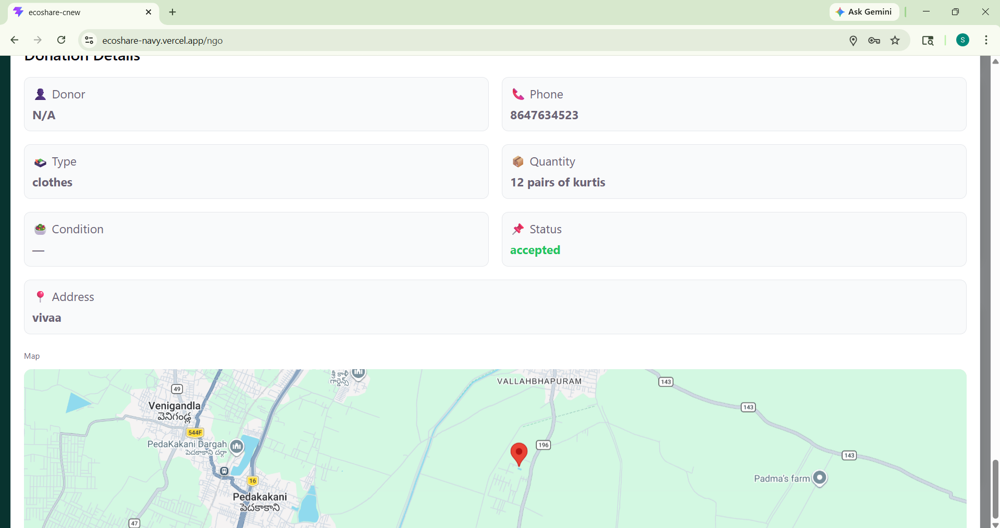 ecoshare-cnew
Ask Gemini
ecoshare-navy.vercel.app/ngo
S
Donation Details
Donor
N/A
Phone
8647634523
Type
clothes
Quantity
12 pairs of kurtis
Condition
—
Status
accepted
Address
vivaa
Map
VALLAHBHAPURAM
143
49
Venigandla
వెనిగండ్ల
143
544F
PedaKakani Dargah
పెదకాకాని దర్గా
196
143
16
Padma's farm
Pedakakani
పెదకాకాని
47